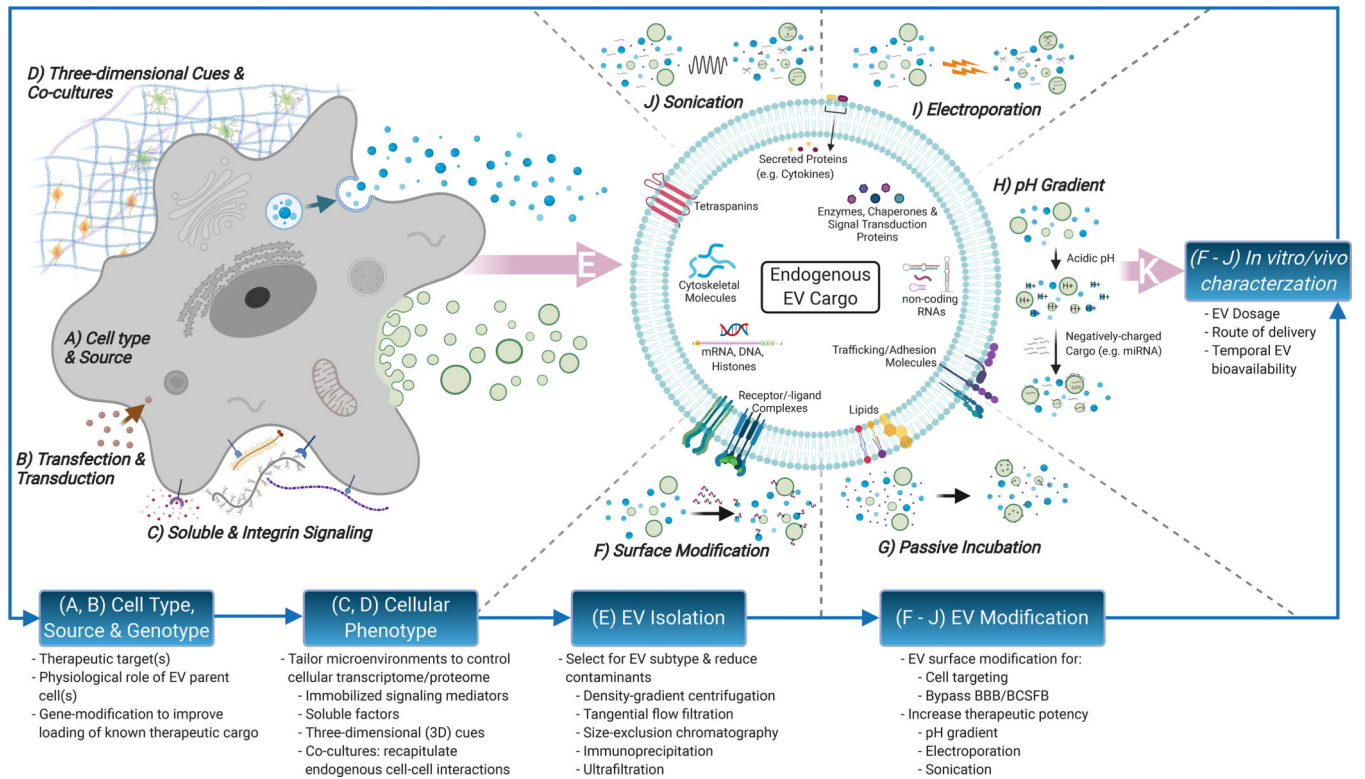 D) Three-dimensional Cues &
Co-cultures
J) Sonication
I) Electroporation
H) pH Gradient
Acidic pH
H+
H+
H+
H+
H+
H+
H+
H+
H+
H+
Negatively-charged
Cargo (e.g. miRNA)
Secreted Proteins
(e.g. Cytokines)
Tetraspanins
Enzymes, Chaperones &
Signal Transduction
Proteins
Cytoskeletal
Molecules
Endogenous
EV Cargo
non-coding
RNAs
mRNA, DNA,
Histones
Trafficking/Adhesion
Molecules
Receptor/-ligand
Complexes
Lipids
E
K
A) Cell type
& Source
B) Transfection &
Transduction
C) Soluble & Integrin Signaling
F) Surface Modification
G) Passive Incubation
(F - J) In vitro/vivo
characterzation
- EV Dosage
- Route of delivery
- Temporal EV
bioavailability
(A, B) Cell Type,
Source & Genotype
- Therapeutic target(s)
- Physiological role of EV parent
cell(s)
- Gene-modification to improve
loading of known therapeutic cargo
(C, D) Cellular
Phenotype
- Tailor microenvironments to control
cellular transcriptome/proteome
- Immobilized signaling mediators
- Soluble factors
- Three-dimensional (3D) cues
- Co-cultures: recapitulate
endogenous cell-cell interactions
(E) EV Isolation
- Select for EV subtype & reduce
contaminants
- Density-gradient centrifugation
- Tangential flow filtration
- Size-exclusion chromatography
- Immunoprecipitation
- Ultrafiltration
(F - J) EV Modification
- EV surface modification for:
- Cell targeting
- Bypass BBB/BCSFB
- Increase therapeutic potency
- pH gradient
- Electroporation
- Sonication